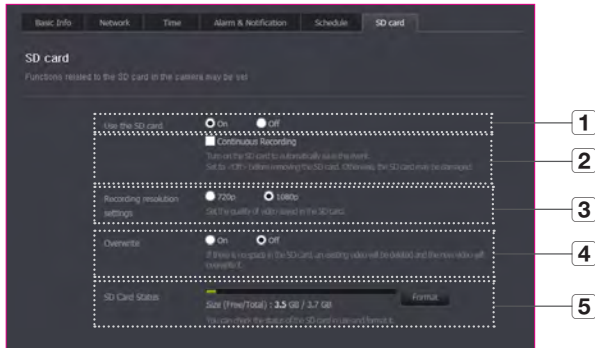 Basic Info Network Time Alarm & Notification Schedule SD card
SD card
Functions related to the SD card in the camera may be set
Use the SD card On Off 1
Continuous Recording 2
Turn on the SD card to automatically save the event.
Set to <Off> before removing the SD card. Otherwise, the SD card may be damaged.
Recording resolution settings 720p 1080p 3
Set the quality of video saved in the SD card.
Overwrite On Off 4
If there is no space in the SD card, an existing video will be deleted and the new video will
overwrite it.
SD Card Status Format 5
Size (Free/Total) : 3.5 GB / 3.7 GB
You can check the status of the SD card in use and format it.